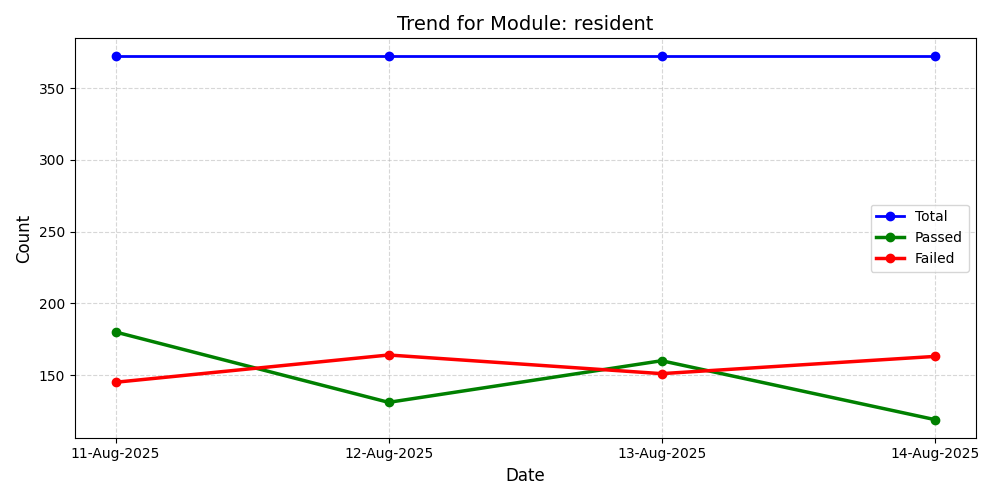 Trend for Module: resident
Count
350
300
250
200
150
Total
Passed
Failed
11-Aug-2025
12-Aug-2025
13-Aug-2025
14-Aug-2025
Date